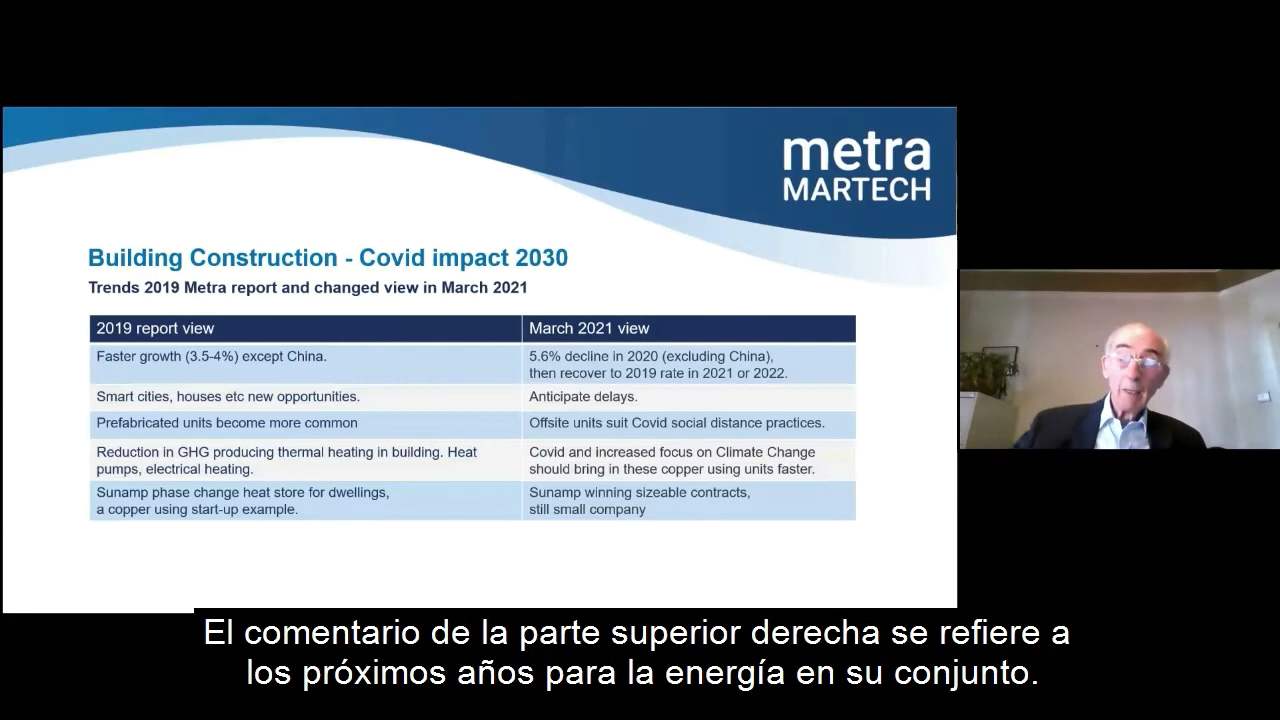 metra
MARTECH
Building Construction - Covid impact 2030
Trends 2019 Metra report and changed view in March 2021
2019 report view
March 2021 view
Faster growth (3.5-4%) except China.
5.6% decline in 2020 (excluding China),
then recover to 2019 rate in 2021 or 2022.
Smart cities, houses etc new opportunities.
Anticipate delays.
Prefabricated units become more common
Offsite units suit Covid social distance practices.
Reduction in GHG producing thermal heating in building. Heat
pumps, electrical heating.
Covid and increased focus on Climate Change
should bring in these copper using units faster.
Sunamp phase change heat store for dwellings,
a copper using start-up example.
Sunamp winning sizeable contracts,
still small company
El comentario de la parte superior derecha se refiere a
los próximos años para la energía en su conjunto.